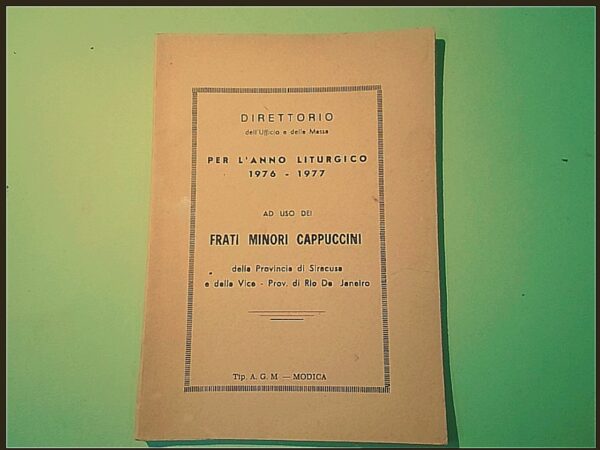 DIRETTORIO
dell'Ufficio e della Messa
PER L'ANNO LITURGICO
1976 - 1977
AD USO DEI
FRATI MINORI CAPPUCCINI
della Provincia di Siracusa
e della Vice - Prov. di Rio De Janeiro
Tip. A. G. M — MODICA